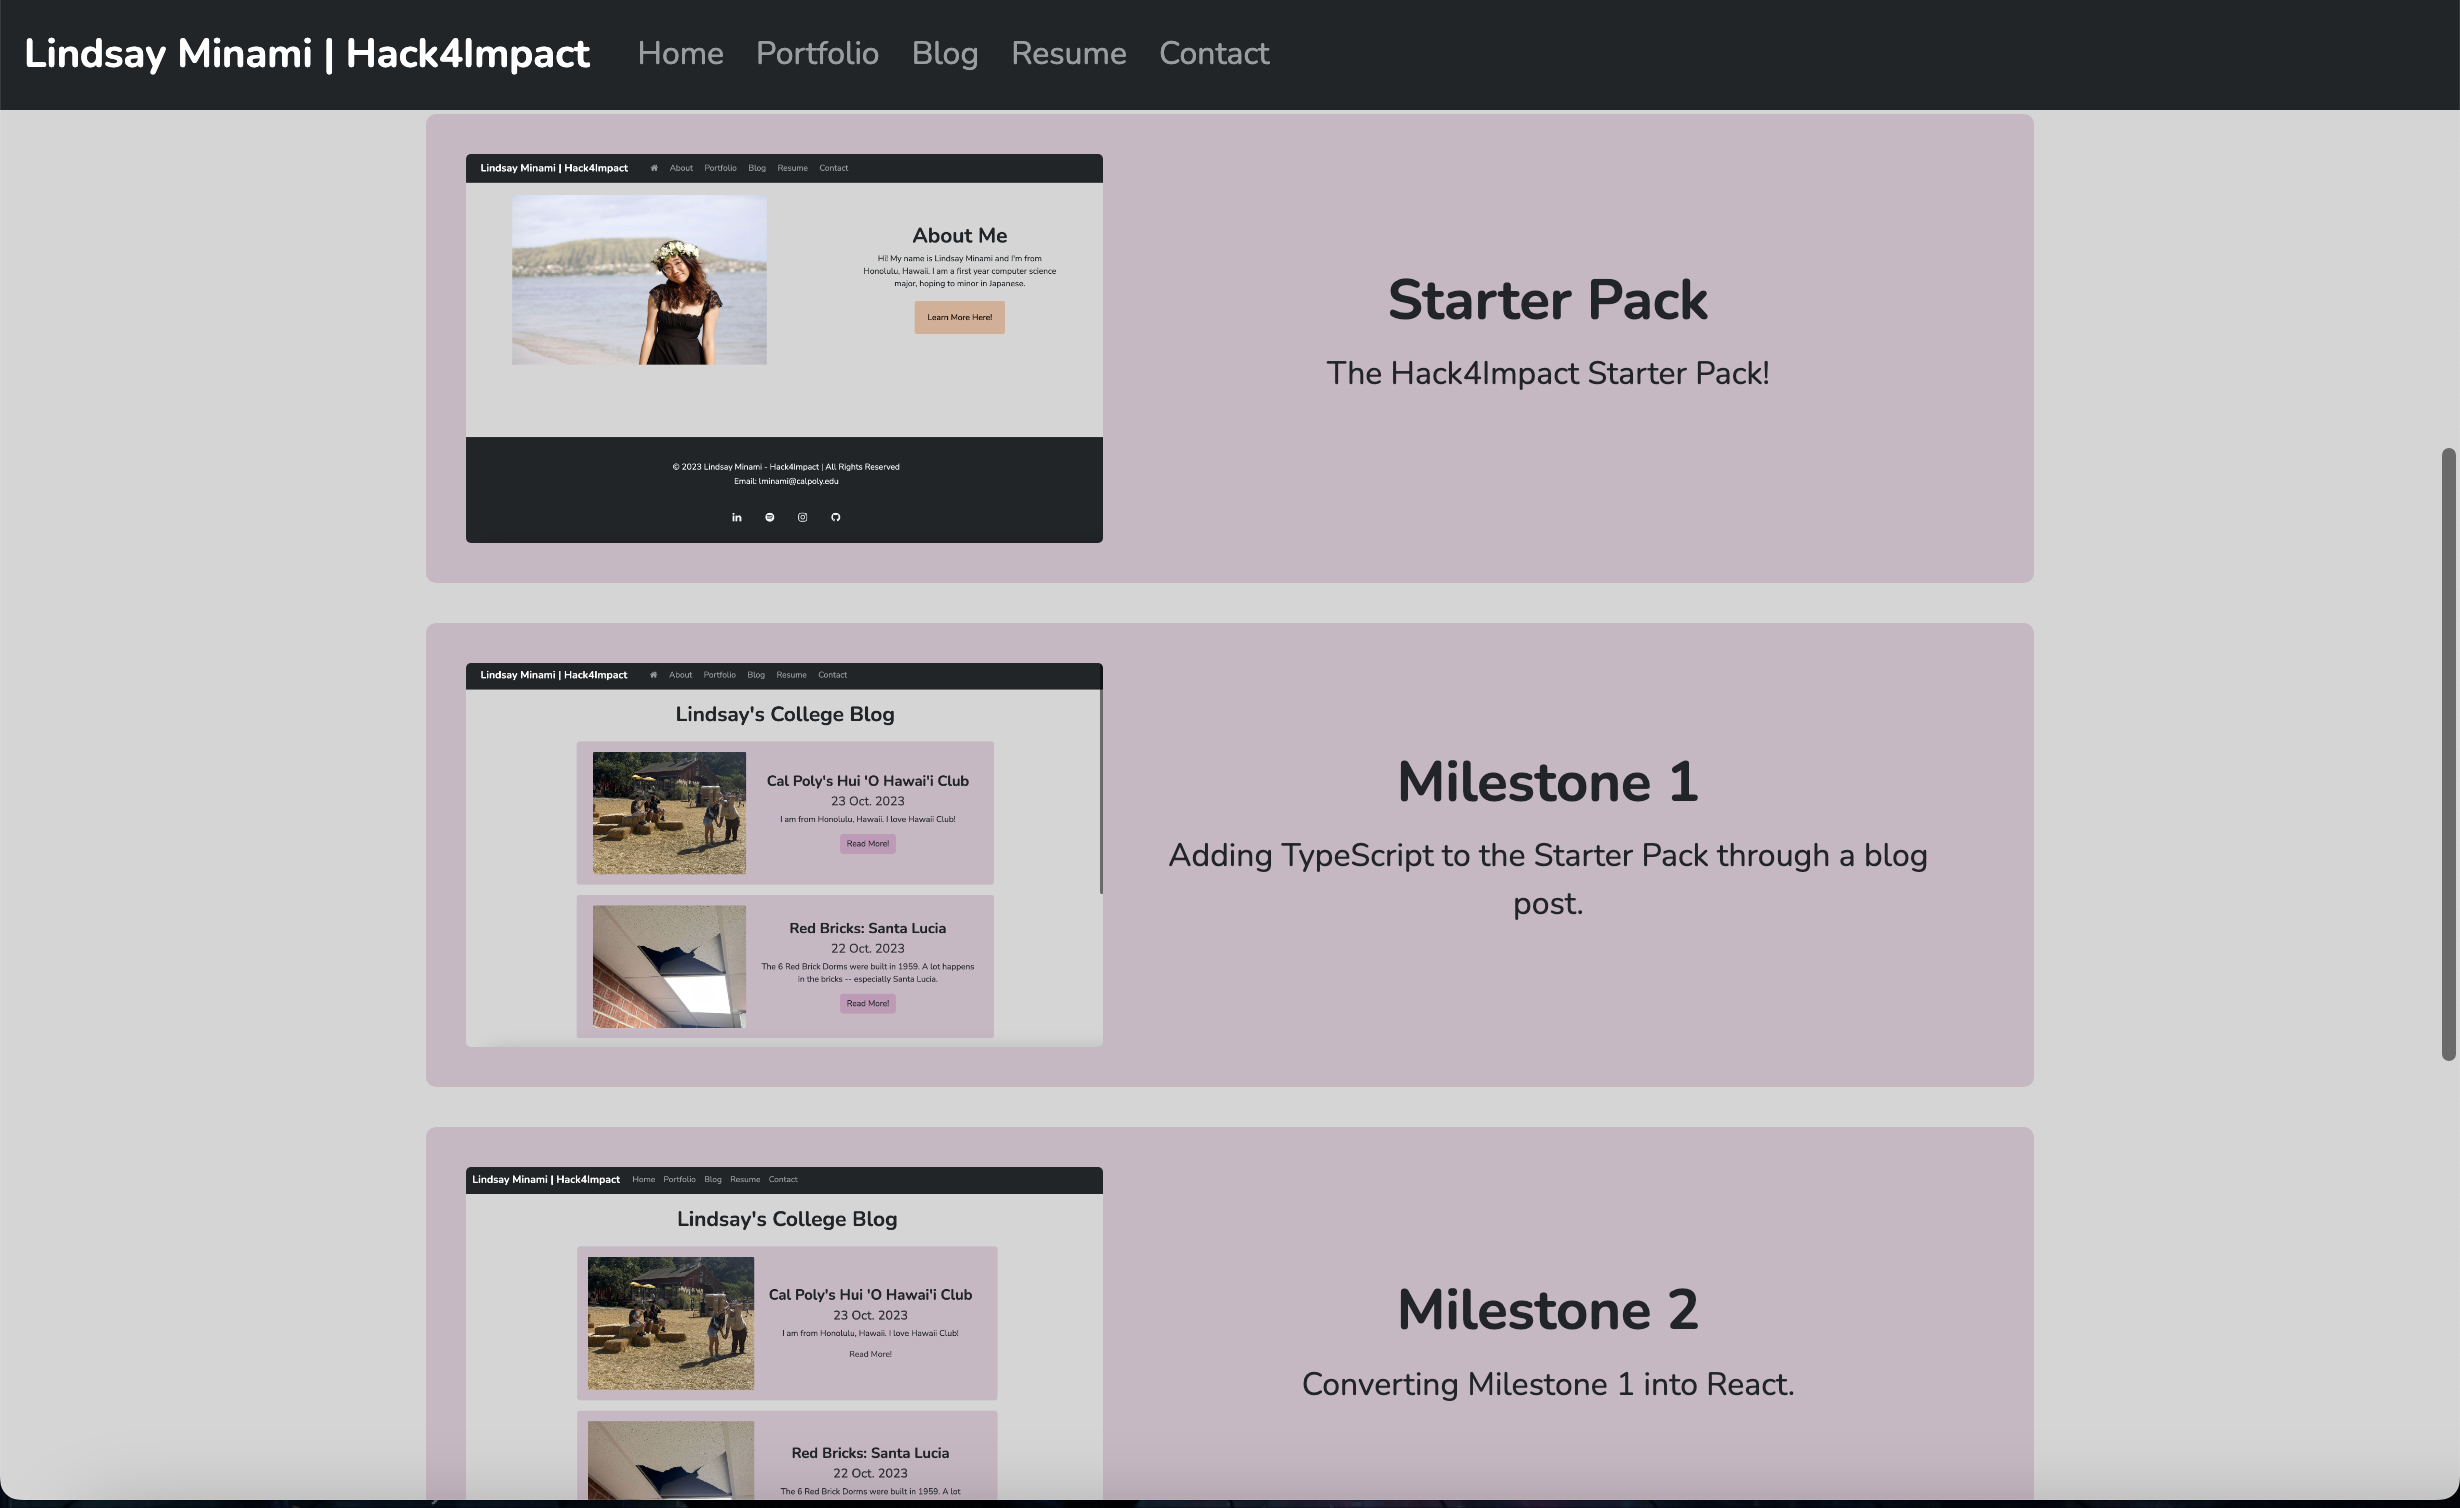 Lindsay Minami | Hack4Impact Home Portfolio Blog Resume Contact
Lindsay Minami | Hack4Impact About Portfolio Blog Resume Contact
About Me
Hi! My name is Lindsay Minami and I'm from
Honolulu, Hawaii. I am a first year computer science
major, hoping to minor in Japanese.
Learn More Here!
© 2023 Lindsay Minami - Hack4Impact | All Rights Reserved
Email: lminami@calpoly.edu
in
Starter Pack
The Hack4Impact Starter Pack!
Lindsay Minami | Hack4Impact About Portfolio Blog Resume Contact
Lindsay's College Blog
Cal Poly's Hui 'O Hawai'i Club
23 Oct. 2023
I am from Honolulu, Hawaii. I love Hawaii Club!
Read More!
Red Bricks: Santa Lucia
22 Oct. 2023
The 6 Red Brick Dorms were built in 1959. A lot happens
in the bricks -- especially Santa Lucia.
Read More!
Milestone 1
Adding TypeScript to the Starter Pack through a blog
post.
Lindsay Minami | Hack4Impact Home Portfolio Blog Resume Contact
Lindsay's College Blog
Cal Poly's Hui 'O Hawai'i Club
23 Oct. 2023
I am from Honolulu, Hawaii. I love Hawaii Club!
Read More!
Red Bricks: Santa Lucia
22 Oct. 2023
The 6 Red Brick Dorms were built in 1959. A lot
Milestone 2
Converting Milestone 1 into React.